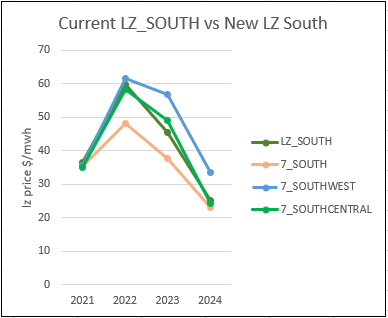 Current LZ_SOUTH vs New LZ South
lz price $/mwh
70
60
50
40
30
20
10
0
2021 2022 2023 2024
LZ_SOUTH
7_SOUTH
7_SOUTHWEST
7_SOUTHCENTRAL